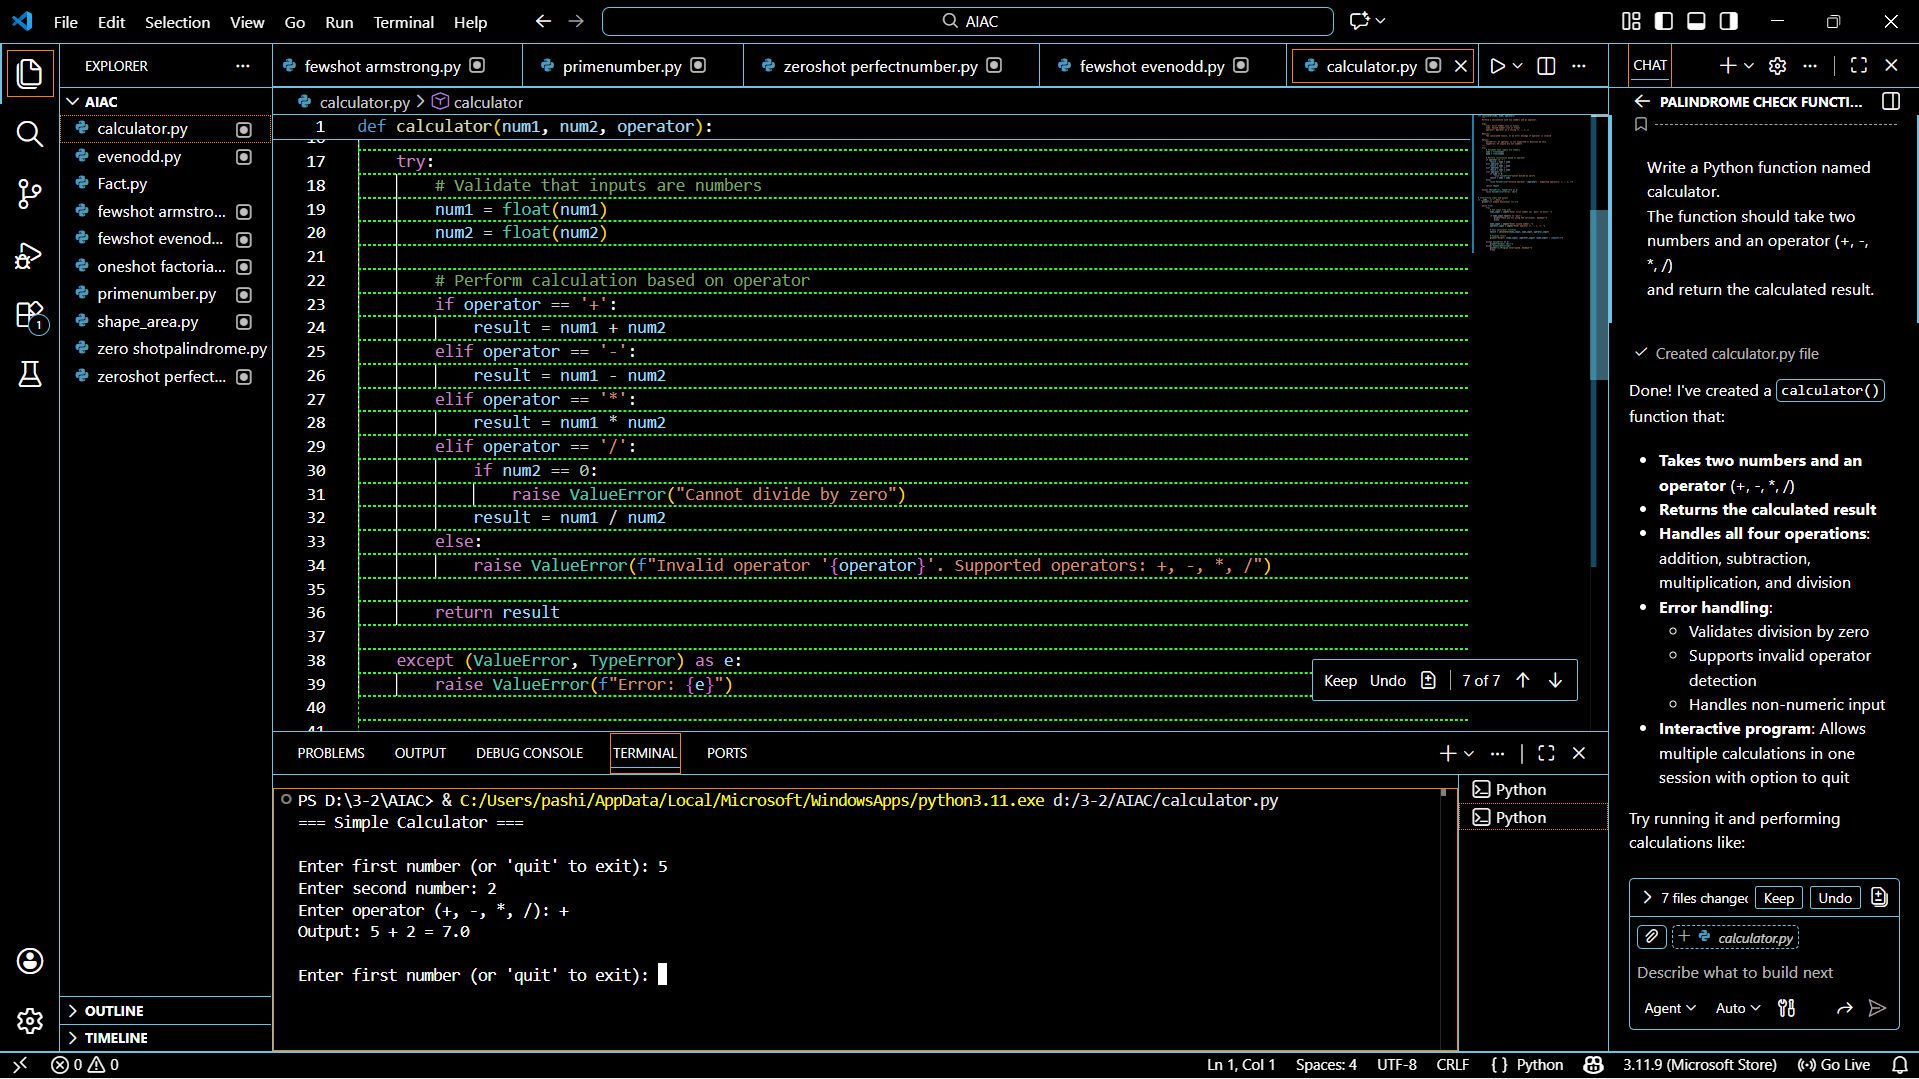 File Edit Selection View Go Run Terminal Help
AIAC
EXPLORER
AIAC
calculator.py
evenodd.py
Fact.py
fewshot armstro...
fewshot evenod...
oneshot factoria...
primenumber.py
shape_area.py
zero shotpalindrome.py
zeroshot perfect...
OUTLINE
TIMELINE
1
fewshot armstrong.py
primenumber.py
zeroshot perfectnumber.py
fewshot evenodd.py
calculator.py
calculator.py > calculator
1 def calculator(num1, num2, operator):
17 try:
18 # Validate that inputs are numbers
19 num1 = float(num1)
20 num2 = float(num2)
21
22 # Perform calculation based on operator
23 if operator == '+':
24 result = num1 + num2
25 elif operator == '-':
26 result = num1 - num2
27 elif operator == '*':
28 result = num1 * num2
29 elif operator == '/':
30 if num2 == 0:
31 raise ValueError("Cannot divide by zero")
32 result = num1 / num2
33 else:
34 raise ValueError(f"Invalid operator '{operator}'. Supported operators: +, -, *, /")
35
36 return result
37
38 except (ValueError, TypeError) as e:
39 raise ValueError(f"Error: {e}")
40
Keep Undo 7 of 7
PROBLEMS OUTPUT DEBUG CONSOLE TERMINAL PORTS
PS D:\3-2\AIAC> & C:/Users/pashi/AppData/Local/Microsoft/WindowsApps/python3.11.exe d:/3-2/AIAC/calculator.py
=== Simple Calculator ===
Enter first number (or 'quit' to exit): 5
Enter second number: 2
Enter operator (+, -, *, /): +
Output: 5 + 2 = 7.0
Enter first number (or 'quit' to exit):
Python
Python
CHAT
PALINDROME CHECK FUNCTI...
Write a Python function named
calculator.
The function should take two
numbers and an operator (+, -,
*, /)
and return the calculated result.
Created calculator.py file
Done! I've created a calculator()
function that:
• Takes two numbers and an
operator (+, -, *, /)
• Returns the calculated result
• Handles all four operations:
addition, subtraction,
multiplication, and division
• Error handling:
Validates division by zero
Supports invalid operator
detection
Handles non-numeric input
• Interactive program: Allows
multiple calculations in one
session with option to quit
Try running it and performing
calculations like:
7 files changed Keep Undo
calculator.py
Describe what to build next
Agent Auto
0 0
Ln 1, Col 1 Spaces: 4 UTF-8 CRLF { } Python 3.11.9 (Microsoft Store) Go Live